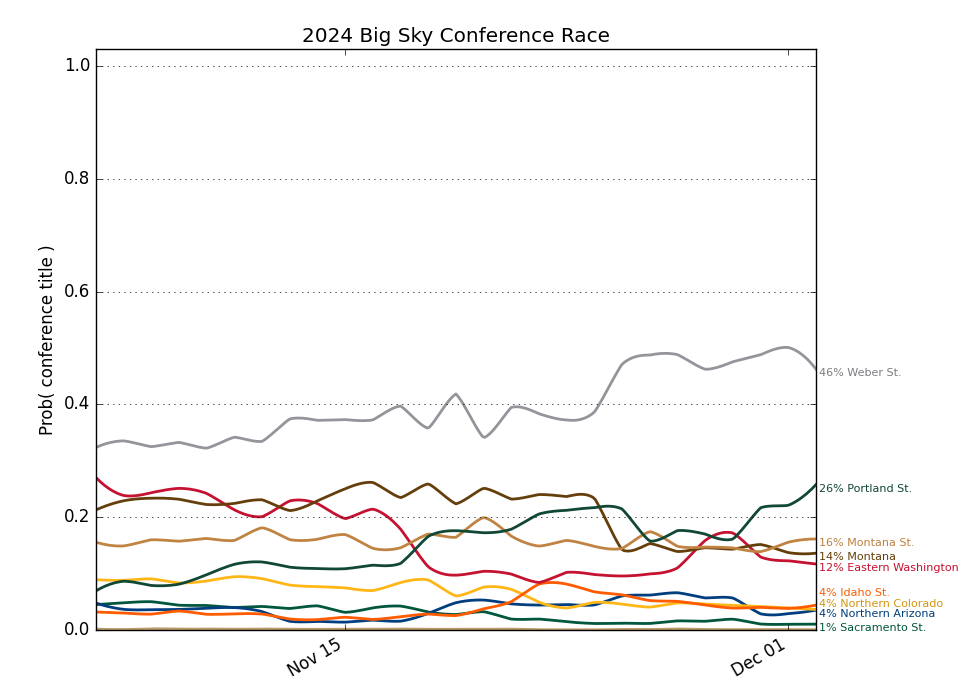 2024 Big Sky Conference Race
Prob( conference title )
1.0
0.8
0.6
0.4
0.2
0.0
Nov 15
Dec 01
46% Weber St.
26% Portland St.
16% Montana St.
14% Montana
12% Eastern Washington
4% Idaho St.
4% Northern Colorado
4% Northern Arizona
1% Sacramento St.